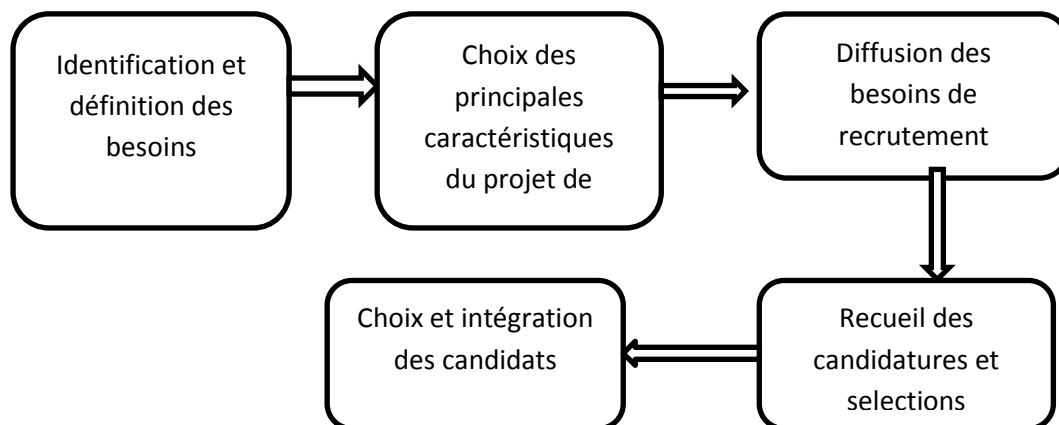 Identification et
définition des
besoins
Choix des
principales
caractéristiques
du projet de
Diffusion des
besoins de
recrutement
Recueil des
candidatures et
selections
Choix et intégration
des candidats